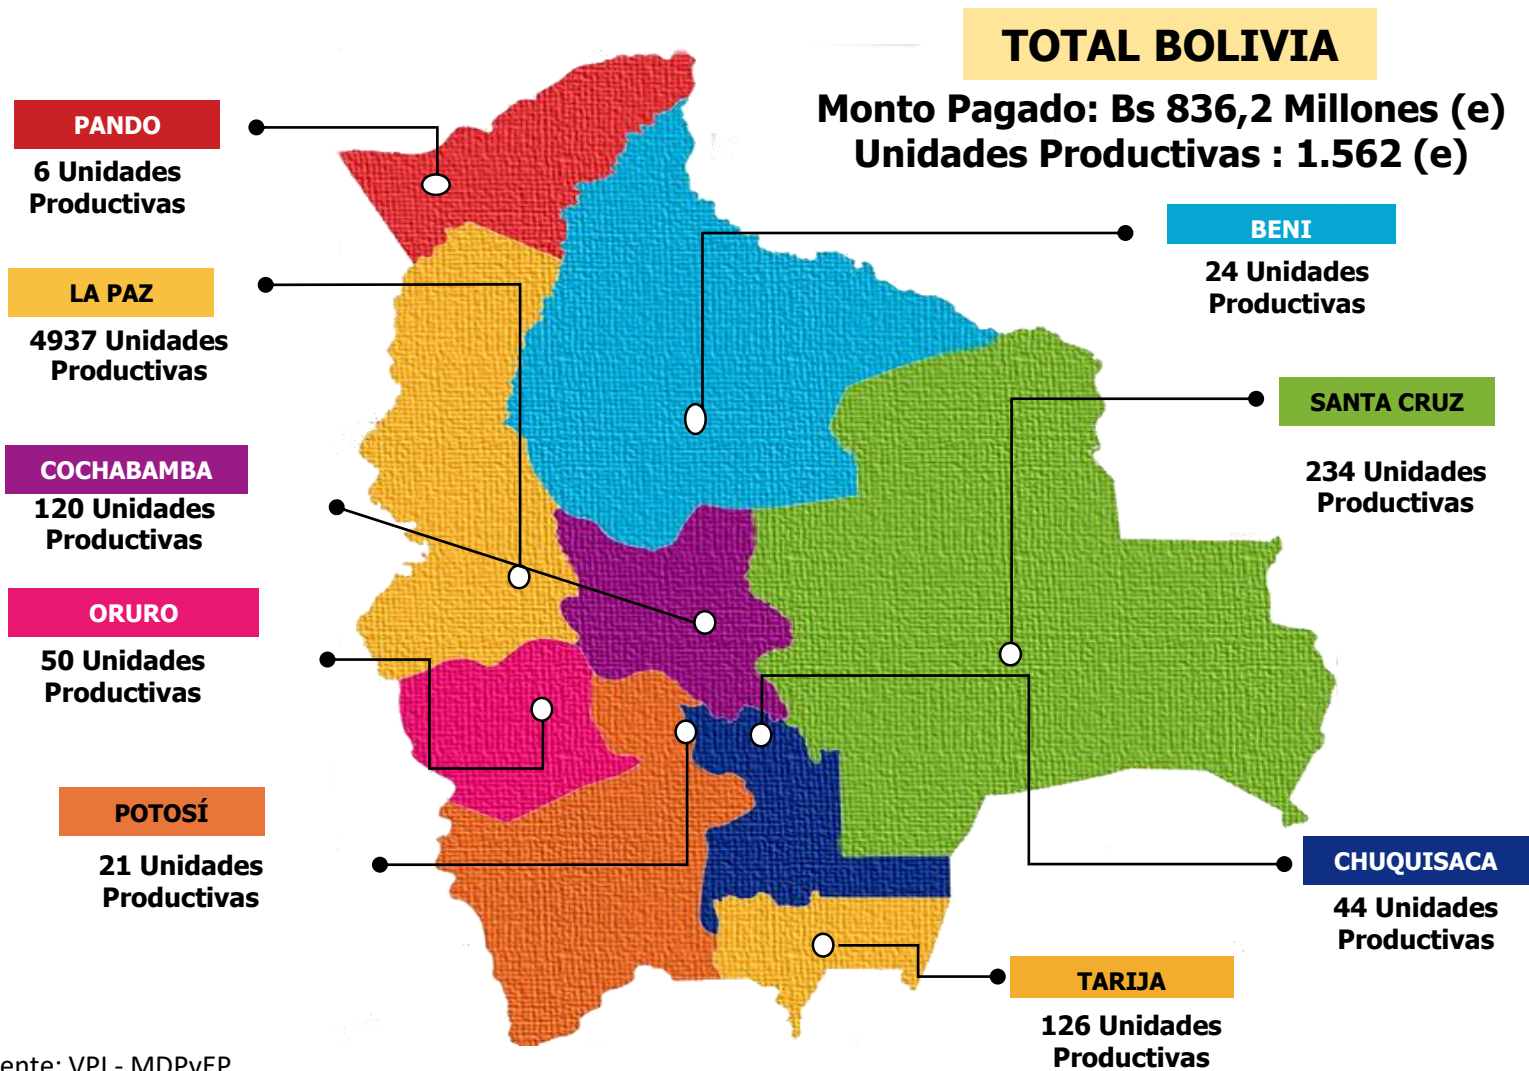 TOTAL BOLIVIA
Monto Pagado: Bs 836,2 Millones (e)
Unidades Productivas : 1.562 (e)
PANDO
6 Unidades
Productivas
LA PAZ
4937 Unidades
Productivas
COCHABAMBA
120 Unidades
Productivas
ORURO
50 Unidades
Productivas
POTOSÍ
21 Unidades
Productivas
BENI
24 Unidades
Productivas
SANTA CRUZ
234 Unidades
Productivas
CHUQUISACA
44 Unidades
Productivas
TARIJA
126 Unidades
Productivas
ente: VPI - MDPyEP